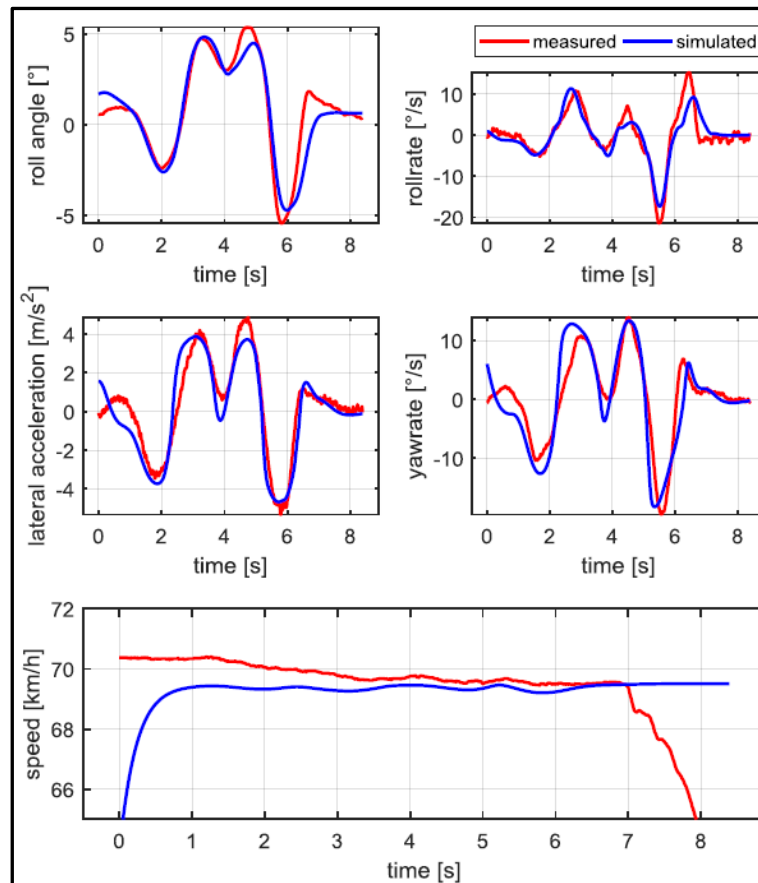 measured simulated
roll angle [°]
5
0
-5
0 2 4 6 8
time [s]
rollrate [°/s]
10
0
-10
-20
0 2 4 6 8
time [s]
lateral acceleration [m/s²]
4
2
0
-2
-4
0 2 4 6 8
time [s]
yawrate [°/s]
10
0
-10
0 2 4 6 8
time [s]
speed [km/h]
72
70
68
66
0 1 2 3 4 5 6 7 8
time [s]